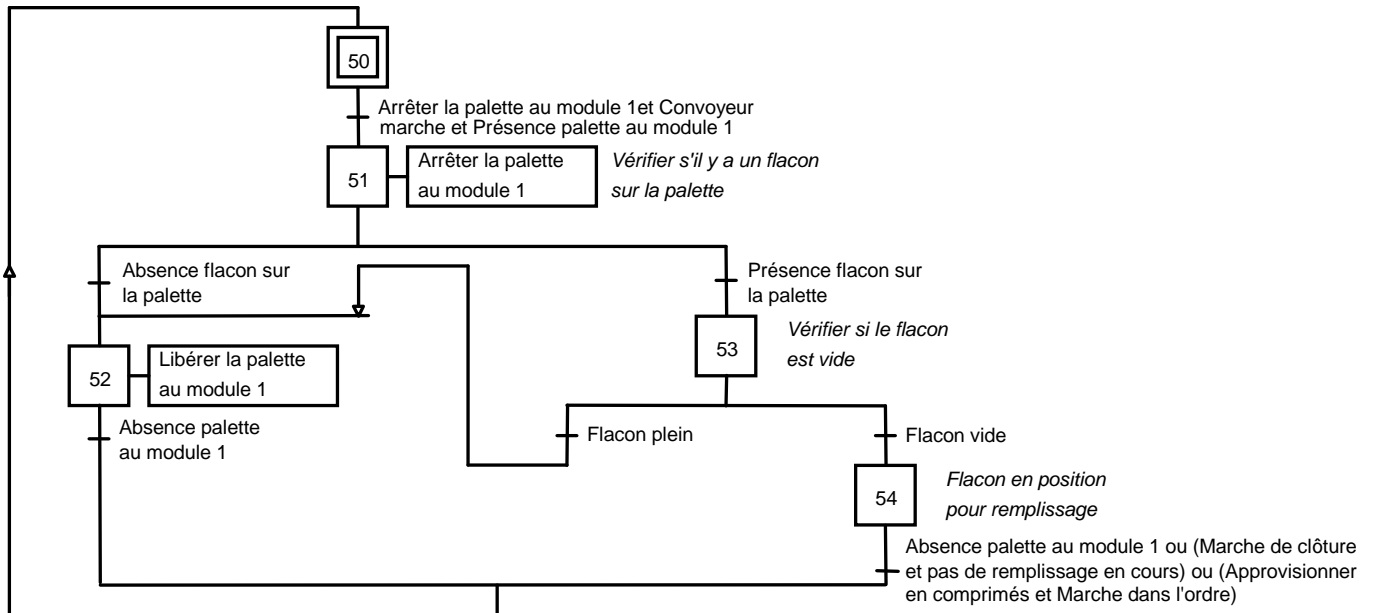 50
Arrêter la palette au module 1et Convoyeur
marche et Présence palette au module 1
51
Arrêter la palette
au module 1
Vérifier s'il y a un flacon
sur la palette
Absence flacon sur
la palette
Présence flacon sur
la palette
52
Libérer la palette
au module 1
53
Vérifier si le flacon
est vide
Absence palette
au module 1
Flacon plein
Flacon vide
54
Flacon en position
pour remplissage
Absence palette au module 1 ou (Marche de clôture
et pas de remplissage en cours) ou (Approvisionner
en comprimés et Marche dans l'ordre)